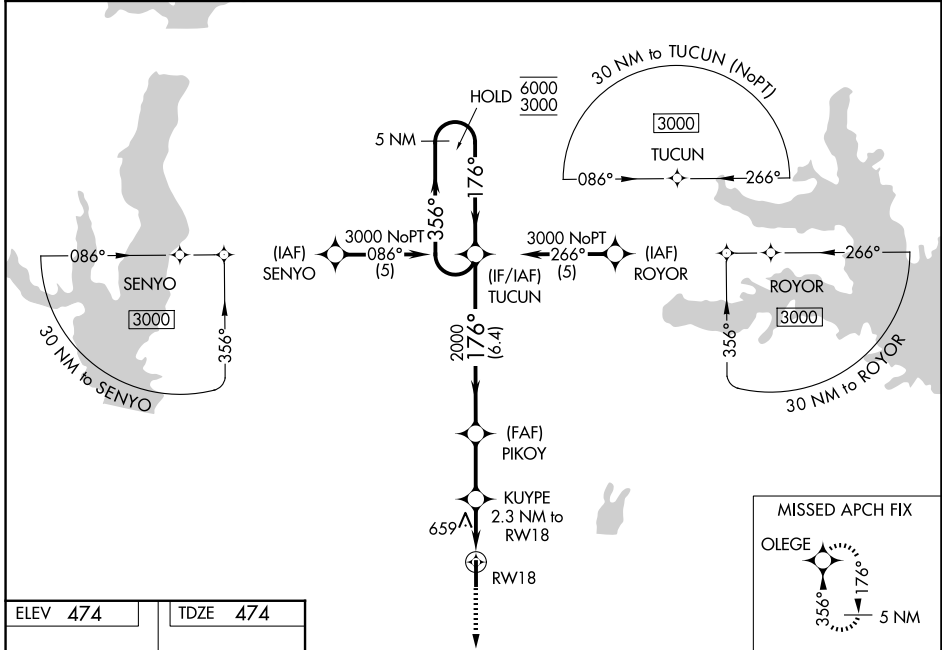 30 NM to TUCUN (NoPT)
3000
TUCUN
086°
266°
HOLD
6000
3000
5 NM
356°
176°
(IAF)
SENYO
3000 NoPT
086°
(5)
(IF/IAF)
TUCUN
3000 NoPT
266°
(5)
(IAF)
ROYOR
086°
SENYO
3000
356°
30 NM to SENYO
266°
ROYOR
3000
356°
30 NM to ROYOR
2000
176°
(6.4)
(FAF)
PIKOY
KUYPE
2.3 NM to
RW18
659
RW18
MISSED APCH FIX
OLEGE
356°
176°
5 NM
ELEV 474
TDZE 474